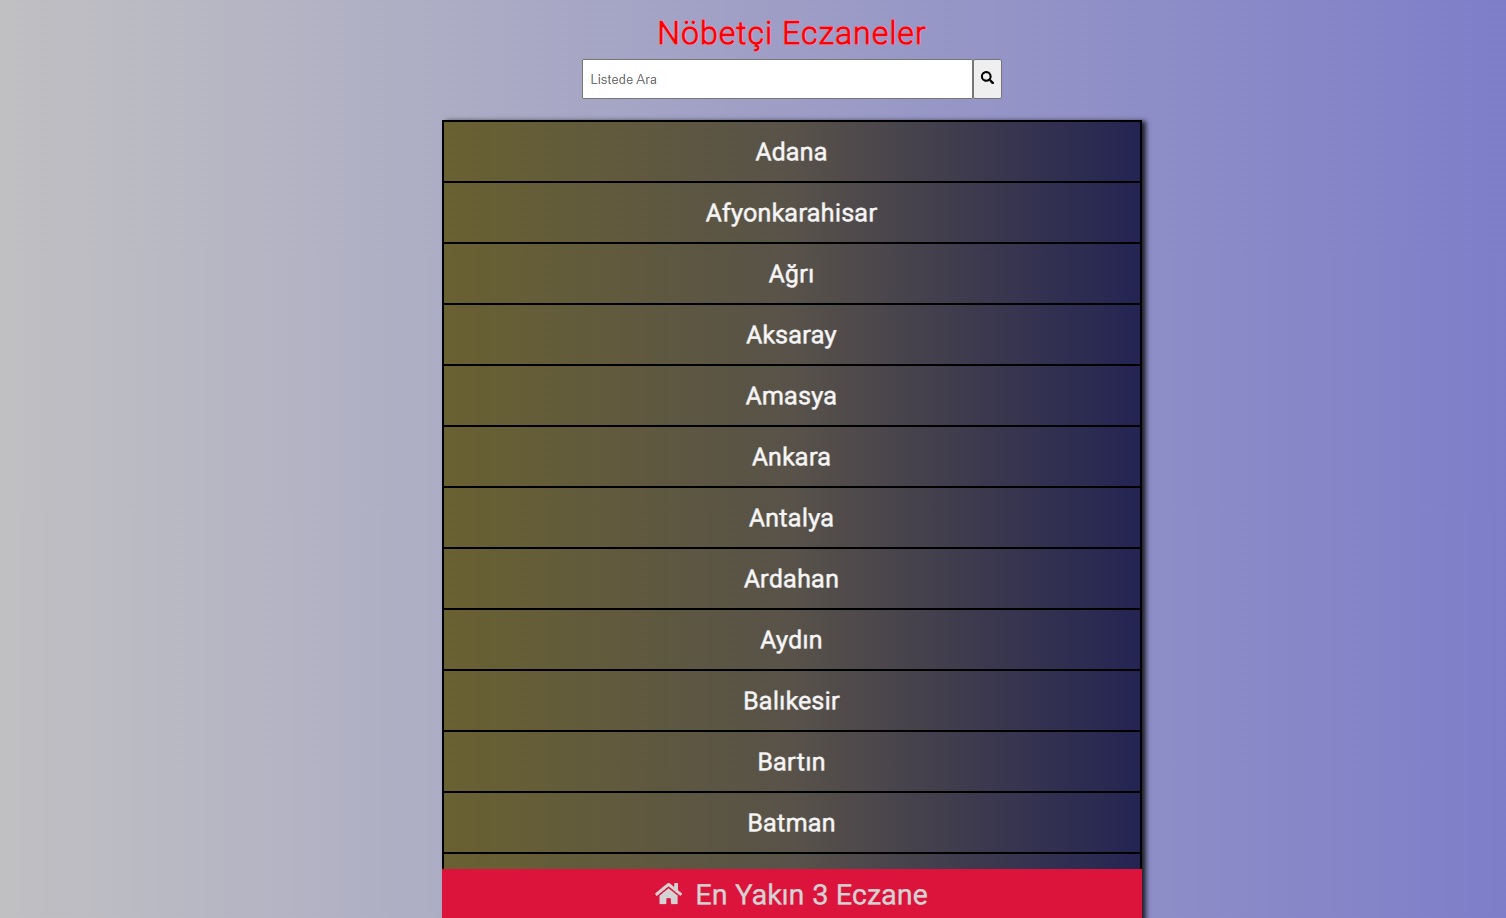 Nöbetçi Eczaneler
Listede Ara
Adana
Afyonkarahisar
Ağrı
Aksaray
Amasya
Ankara
Antalya
Ardahan
Aydın
Balıkesir
Bartın
Batman
En Yakın 3 Eczane